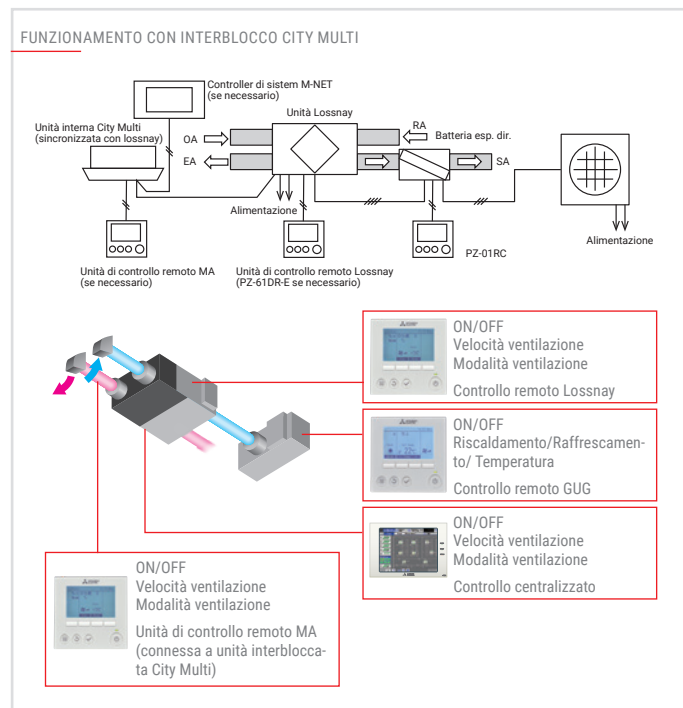 FUNZIONAMENTO CON INTERBLOCCO CITY MULTI
Controller di sistem M-NET
(se necessario)
Unità Lossnay
Unità interna City Multi
(sincronizzata con lossnay)
OA
RA
Batteria esp. dir.
EA
SA
Alimentazione
Alimentazione
PZ-01RC
Unità di controllo remoto MA
(se necessario)
Unità di controllo remoto Lossnay
(PZ-61DR-E se necessario)
ON/OFF
Velocità ventilazione
Modalità ventilazione
Controllo remoto Lossnay
ON/OFF
Riscaldamento/Raffrescamen-
to/ Temperatura
Controllo remoto GUG
ON/OFF
Velocità ventilazione
Modalità ventilazione
Controllo centralizzato
ON/OFF
Velocità ventilazione
Modalità ventilazione
Unità di controllo remoto MA
(connessa a unità interblocca-
ta City Multi)